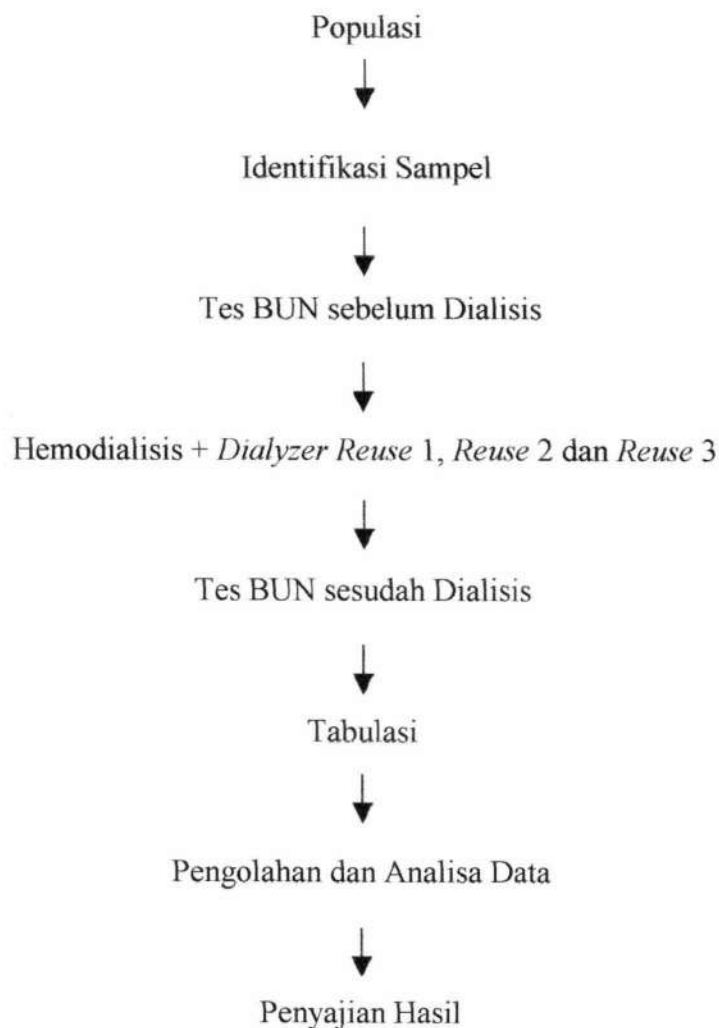 Populasi
Identifikasi Sampel
Tes BUN sebelum Dialisis
Hemodialisis + Dialyzer Reuse 1, Reuse 2 dan Reuse 3
Tes BUN sesudah Dialisis
Tabulasi
Pengolahan dan Analisa Data
Penyajian Hasil